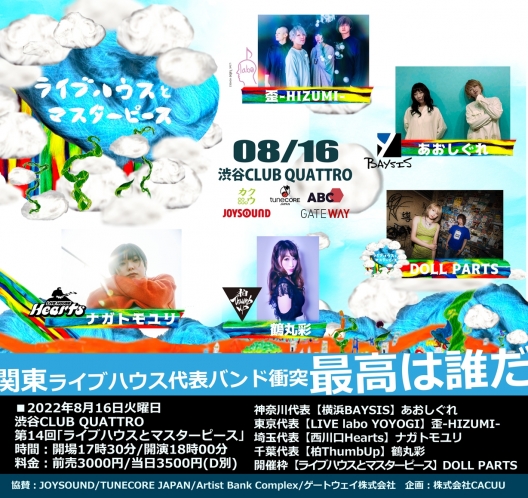 ライブハウスと
マスターピース
labo
歪-HIZUMI-
BAYSIS
あおしぐれ
08/16
渋谷CLUB QUATTRO
カクシュウ
tunecore
JAPAN
ABC
JOYSOUND
GATEWAY
DOLL PARTS
LIVE HOUSE
Hearts
ナガトモユリ
柏
ThumbUp
鶴丸彩
関東ライブハウス代表バンド衝突 最高は誰だ
■2022年8月16日火曜日
渋谷CLUB QUATTRO
第14回「ライブハウスとマスターピース」
時間：開場17時30分/開演18時00分
料金：前売3000円/当日3500円(D別)
神奈川代表【横浜BAYSIS】あおしぐれ
東京代表【LIVE labo YOYOGI】歪-HIZUMI-
埼玉代表【西川口Hearts】ナガトモユリ
千葉代表【柏ThumbUp】鶴丸彩
開催枠【ライブハウスとマスターピース】DOLL PARTS
協賛：JOYSOUND/TUNECORE JAPAN/Artist Bank Complex/ゲートウェイ株式会社 企画：株式会社CACUU